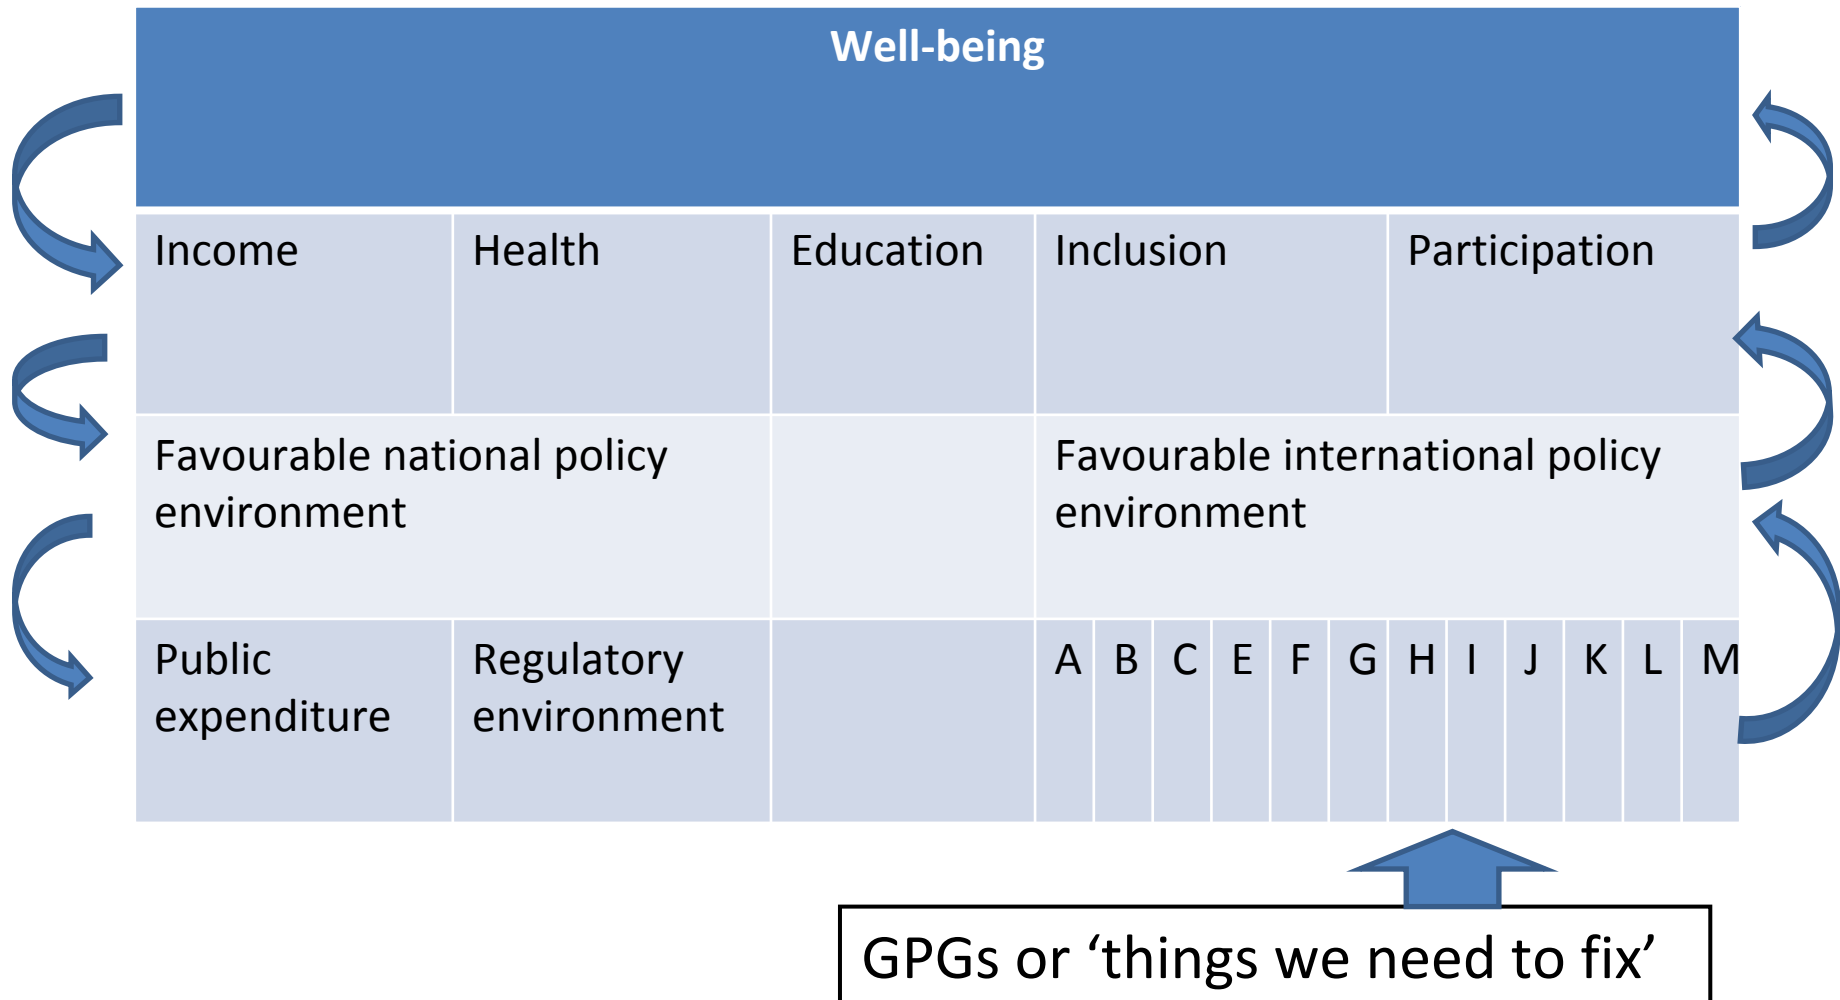 Well-being
Income Health Education Inclusion Participation
Favourable national policy
environment
Favourable international policy
environment
Public
expenditure
Regulatory
environment
A B C E F G H I J K L M
GPGs or ‘things we need to fix’